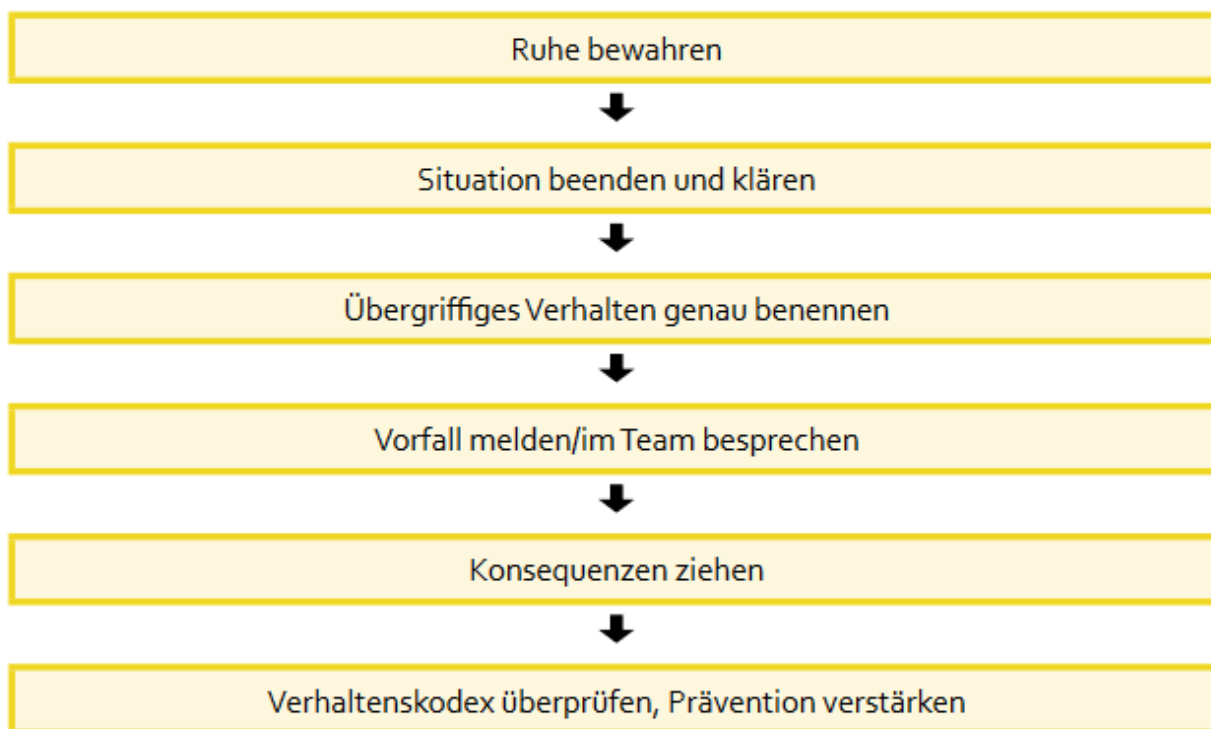 Ruhe bewahren
Situation beenden und klären
Übergriffiges Verhalten genau benennen
Vorfall melden/im Team besprechen
Konsequenzen ziehen
Verhaltenskodex überprüfen, Prävention verstärken